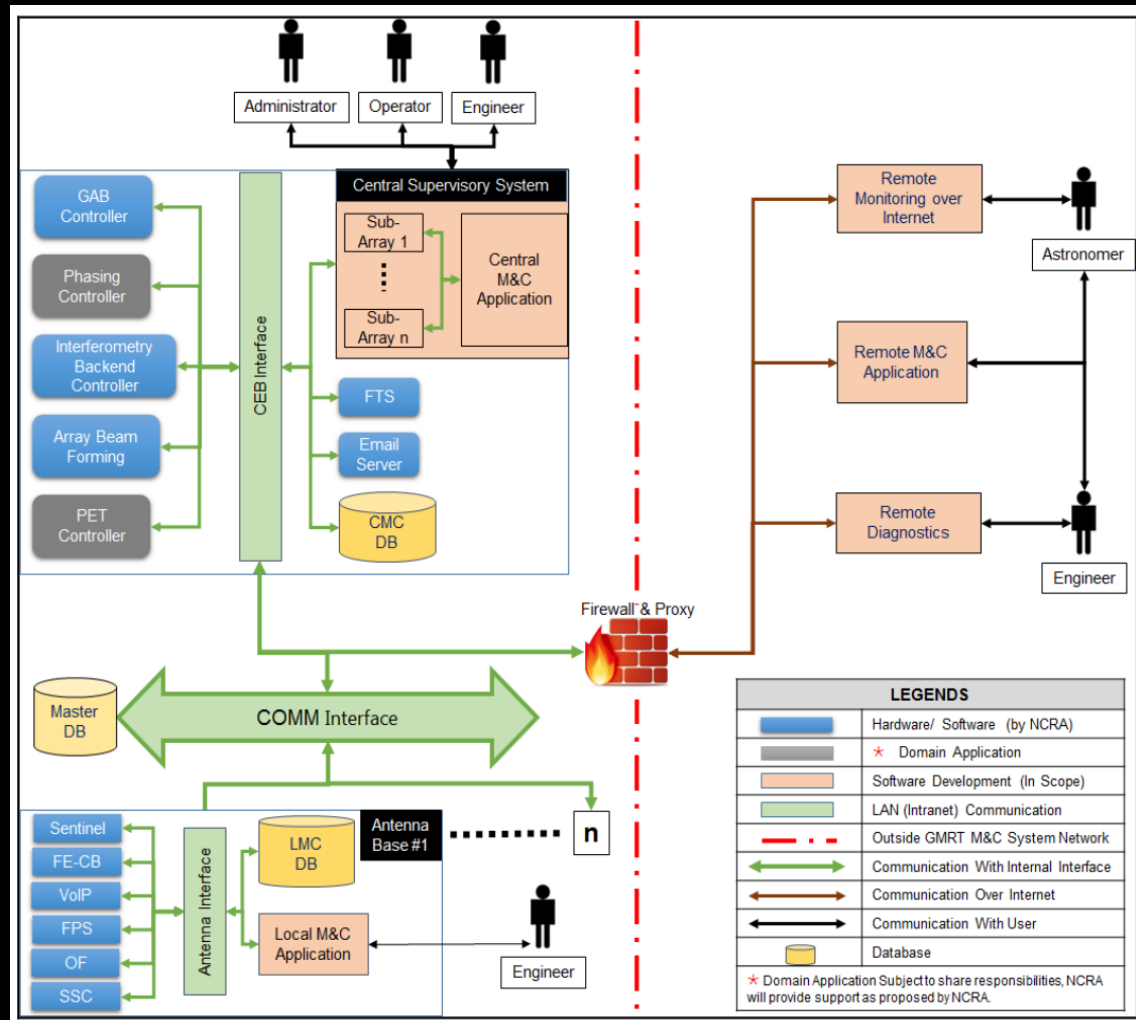 Administrator
Operator
Engineer
GAB
Controller
Phasing
Controller
Interferometry
Backend
Controller
Array Beam
Forming
PET
Controller
CEB Interface
Central Supervisory System
Sub-
Array 1
Sub-
Array n
Central
M&C
Application
FTS
Email
Server
CMC
DB
Remote
Monitoring over
Internet
Astronomer
Remote M&C
Application
Remote
Diagnostics
Engineer
Firewall & Proxy
Master
DB
COMM Interface
Sentinel
FE-CB
VoIP
FPS
OF
SSC
Antenna Interface
LMC
DB
Local M&C
Application
Antenna
Base #1
n
Engineer
LEGENDS
Hardware/ Software (by NCRA)
* Domain Application
Software Development (In Scope)
LAN (Intranet) Communication
Outside GMRT M&C System Network
Communication With Internal Interface
Communication Over Internet
Communication With User
Database
* Domain Application Subject to share responsibilities, NCRA
will provide support as proposed by NCRA.